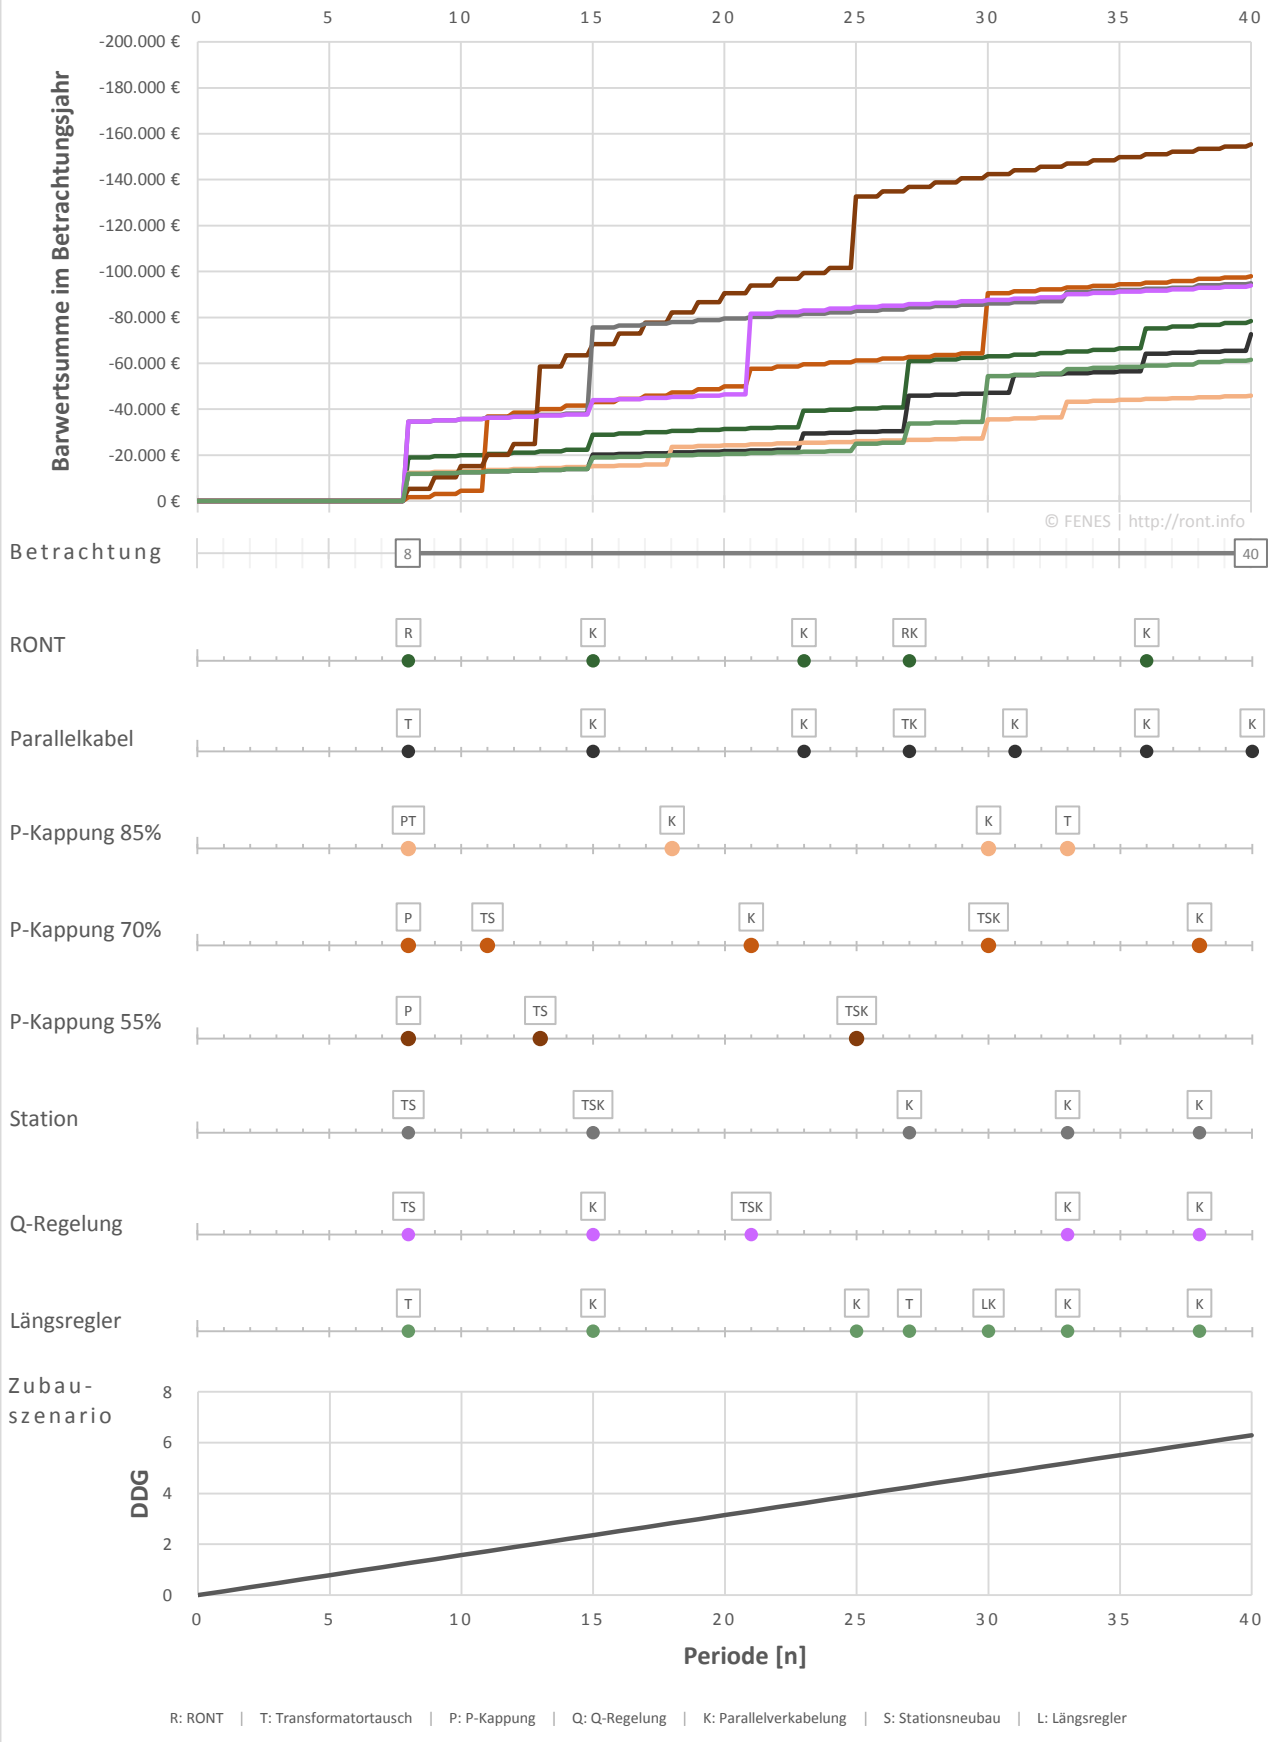 0 5 10 15 20 25 30 35 40
Barwertsumme im Betrachtungsjahr
-200.000 €
-180.000 €
-160.000 €
-140.000 €
-120.000 €
-100.000 €
-80.000 €
-60.000 €
-40.000 €
-20.000 €
0 €
© FENES | http://ront.info
Betrachtung 8 40
R K K RK K
RONT
T K K TK K K K
Parallelkabel
PT K K T
P-Kappung 85%
P TS K TSK K
P-Kappung 70%
P TS TSK
P-Kappung 55%
TS TSK K K K
Station
TS K TSK K K
Q-Regelung
T K K T LK K K
Längsregler
Zubau-
szenario
DDG
8
6
4
2
0
0 5 10 15 20 25 30 35 40
Periode [n]
R: RONT | T: Transformatortausch | P: P-Kappung | Q: Q-Regelung | K: Parallelverkabelung | S: Stationsneubau | L: Längsregler